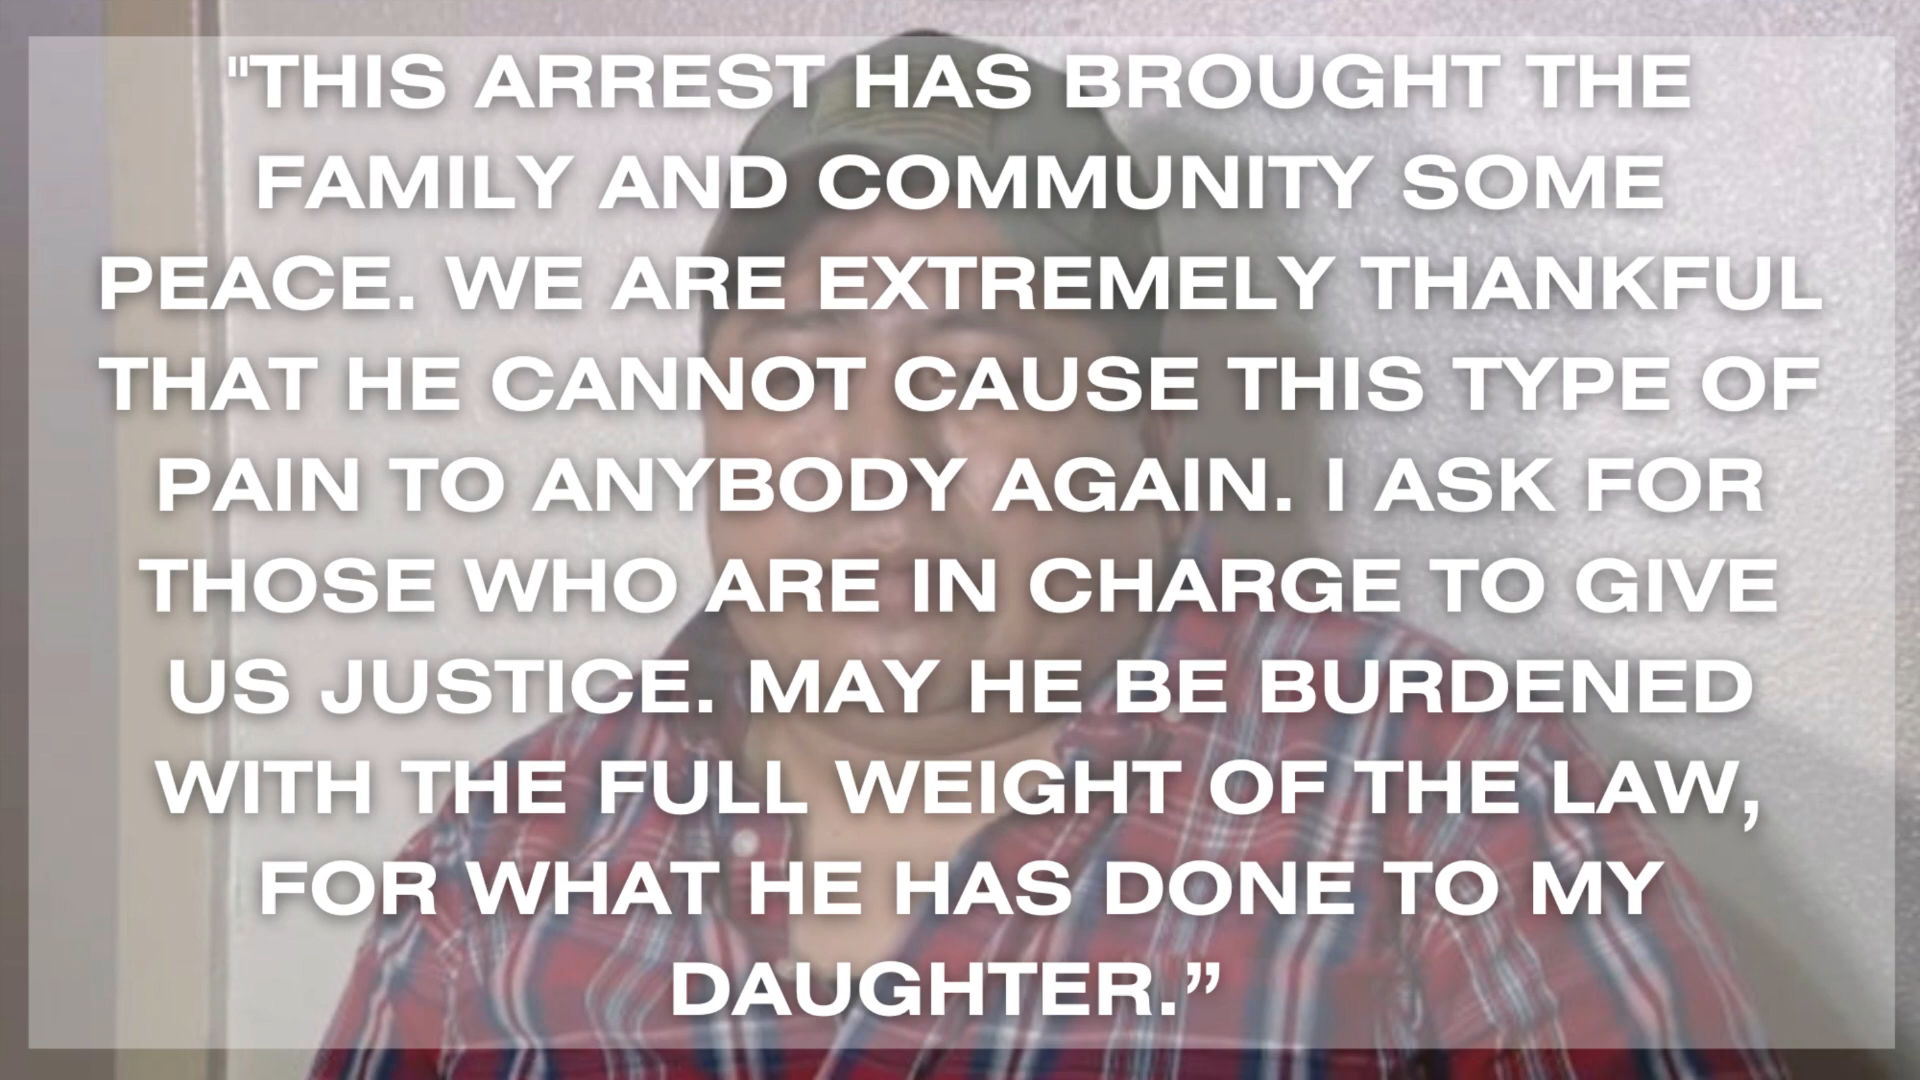 "THIS ARREST HAS BROUGHT THE
FAMILY AND COMMUNITY SOME
PEACE. WE ARE EXTREMELY THANKFUL
THAT HE CANNOT CAUSE THIS TYPE OF
PAIN TO ANYBODY AGAIN. I ASK FOR
THOSE WHO ARE IN CHARGE TO GIVE
US JUSTICE. MAY HE BE BURDENED
WITH THE FULL WEIGHT OF THE LAW,
FOR WHAT HE HAS DONE TO MY
DAUGHTER.”